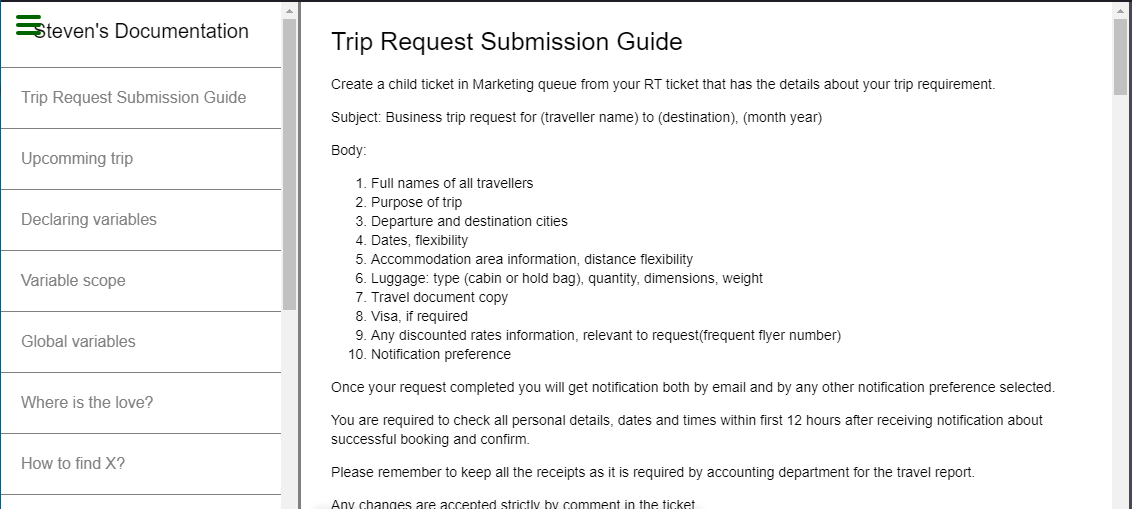 Steven's Documentation
Trip Request Submission Guide
Upcomming trip
Declaring variables
Variable scope
Global variables
Where is the love?
How to find X?
Trip Request Submission Guide
Create a child ticket in Marketing queue from your RT ticket that has the details about your trip requirement.
Subject: Business trip request for (traveller name) to (destination), (month year)
Body:
1. Full names of all travellers
2. Purpose of trip
3. Departure and destination cities
4. Dates, flexibility
5. Accommodation area information, distance flexibility
6. Luggage: type (cabin or hold bag), quantity, dimensions, weight
7. Travel document copy
8. Visa, if required
9. Any discounted rates information, relevant to request(frequent flyer number)
10. Notification preference
Once your request completed you will get notification both by email and by any other notification preference selected.
You are required to check all personal details, dates and times within first 12 hours after receiving notification about
successful booking and confirm.
Please remember to keep all the receipts as it is required by accounting department for the travel report.
Any changes are accepted strictly by comment in the ticket.